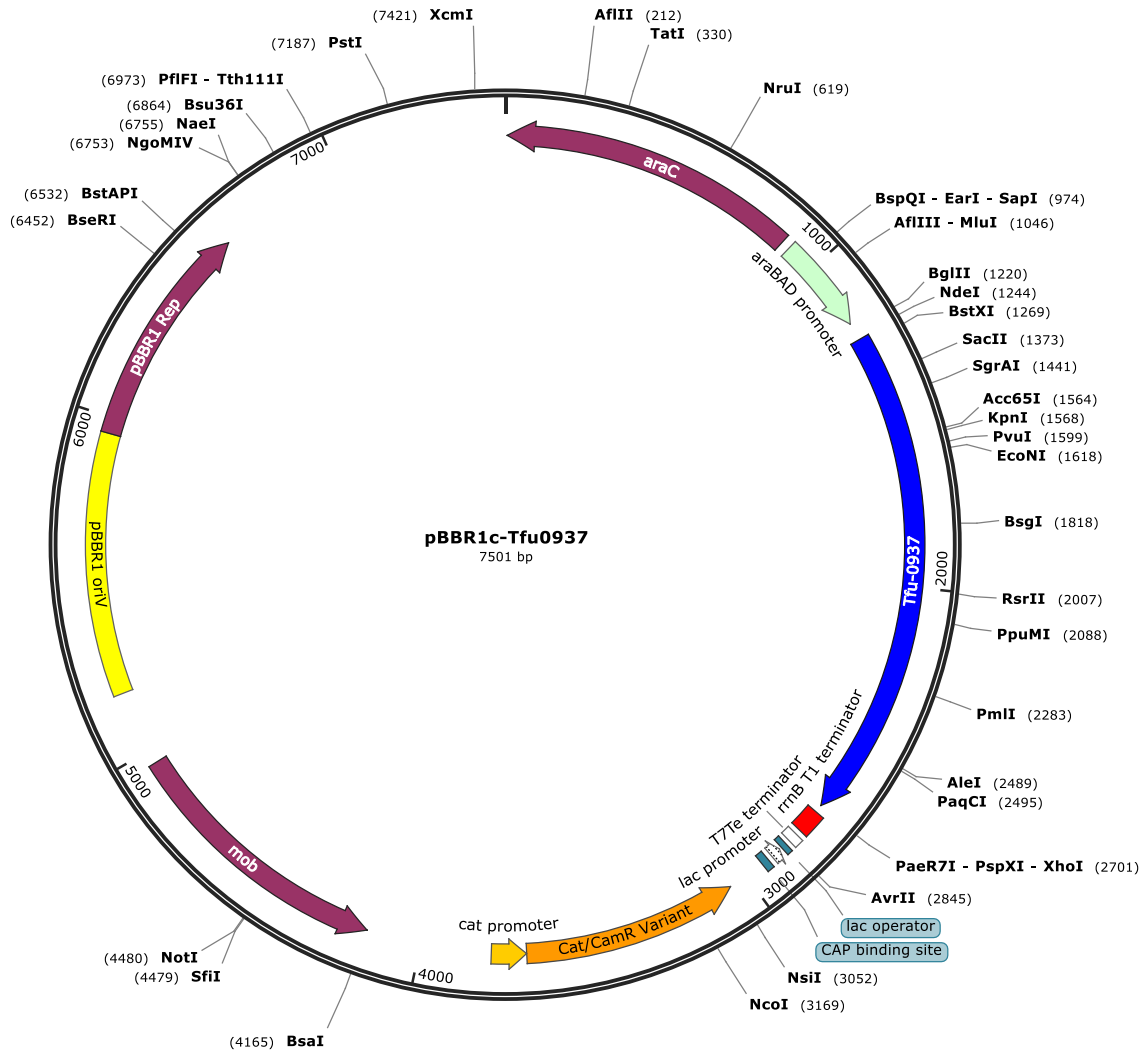 (7421) XcmI
AflII (212)
TatI (330)
(7187) PstI
(6973) PflFI - Tth111I
(6864) Bsu36I
(6755) NaeI
(6753) NgoMIV
(6532) BstAPI
(6452) BseRI
NruI (619)
BspQI - EarI - SapI (974)
AflIII - MluI (1046)
BglII (1220)
NdeI (1244)
BstXI (1269)
SacII (1373)
SgrAI (1441)
Acc65I (1564)
KpnI (1568)
PvuI (1599)
EcoNI (1618)
BsgI (1818)
RsrII (2007)
PpuMI (2088)
PmlI (2283)
AleI (2489)
PaqCI (2495)
PaeR7I - PspXI - XhoI (2701)
AvrII (2845)
lac operator
CAP binding site
NsiI (3052)
NcoI (3169)
(4480) NotI
(4479) SfiI
(4165) BsaI
1000
2000
3000
4000
5000
6000
7000
araC
araBAD promoter
Tfu-0937
rrnB T1 terminator
T7Te terminator
lac promoter
Cat/CamR Variant
cat promoter
mob
pBBR1 oriV
pBBR1 Rep
pBBR1c-Tfu0937
7501 bp